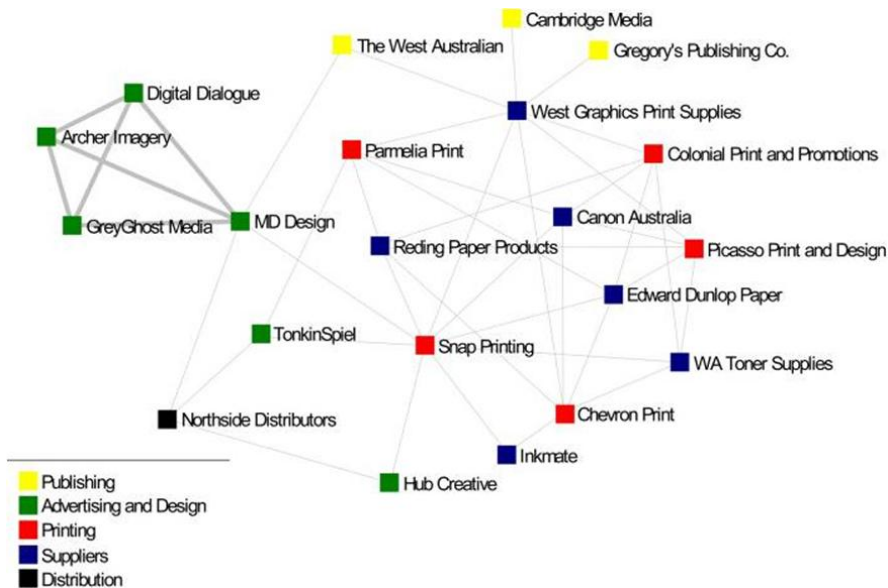 Cambridge Media
The West Australian
Gregory's Publishing Co.
Digital Dialogue
West Graphics Print Supplies
Archer Imagery
Parmelia Print
Colonial Print and Promotions
GreyGhost Media
MD Design
Canon Australia
Reding Paper Products
Picasso Print and Design
Edward Dunlop Paper
TonkinSpiel
Snap Printing
WA Toner Supplies
Northside Distributors
Chevron Print
Inkmate
Hub Creative
Publishing
Advertising and Design
Printing
Suppliers
Distribution